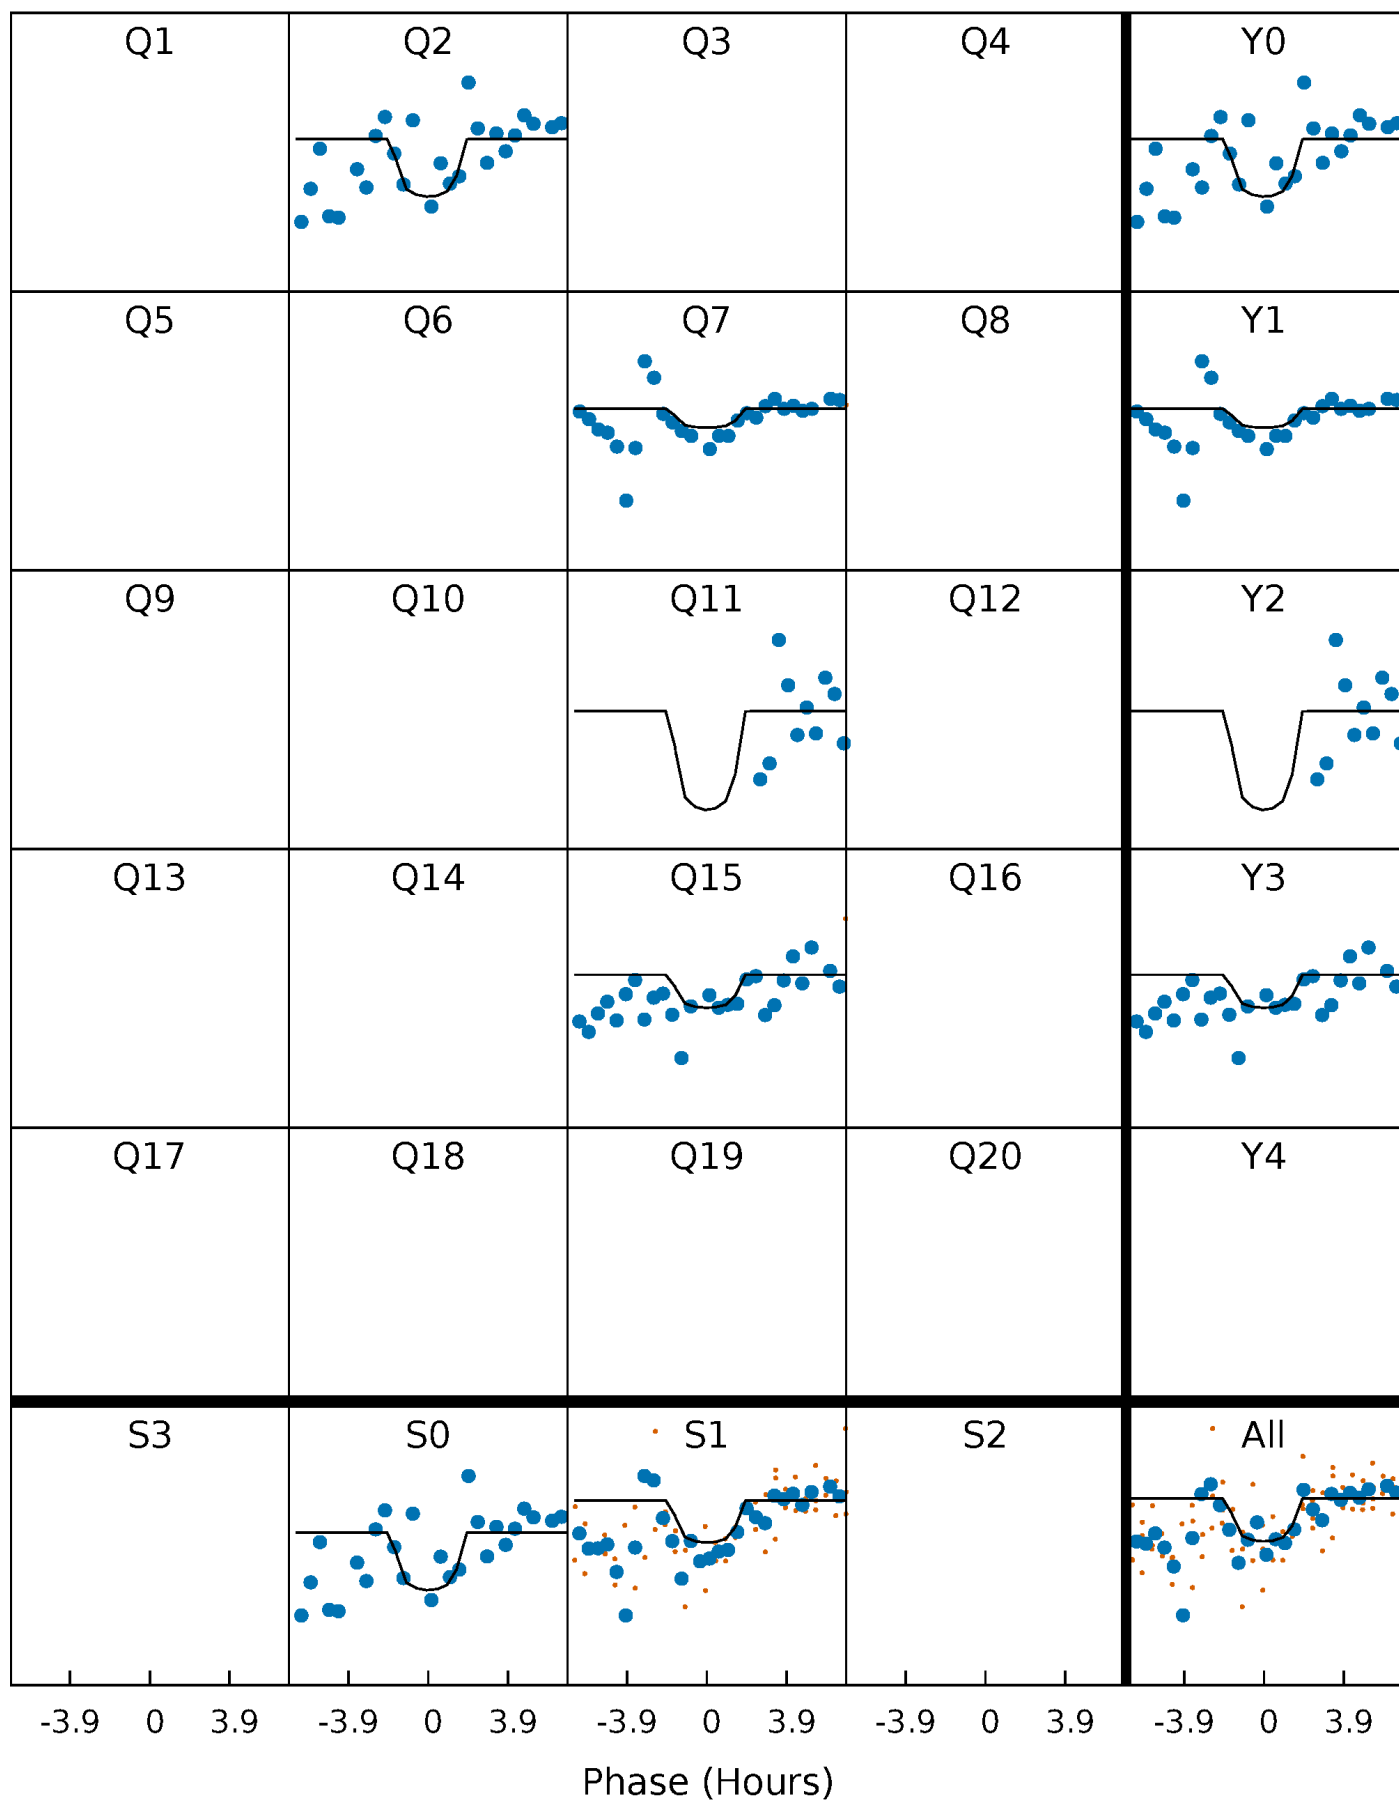 Q1 Q2 Q3 Q4 Y0
Q5 Q6 Q7 Q8 Y1
Q9 Q10 Q11 Q12 Y2
Q13 Q14 Q15 Q16 Y3
Q17 Q18 Q19 Q20 Y4
S3 S0 S1 S2 All
-3.9 0 3.9 -3.9 0 3.9 -3.9 0 3.9 -3.9 0 3.9 -3.9 0 3.9
Phase (Hours)